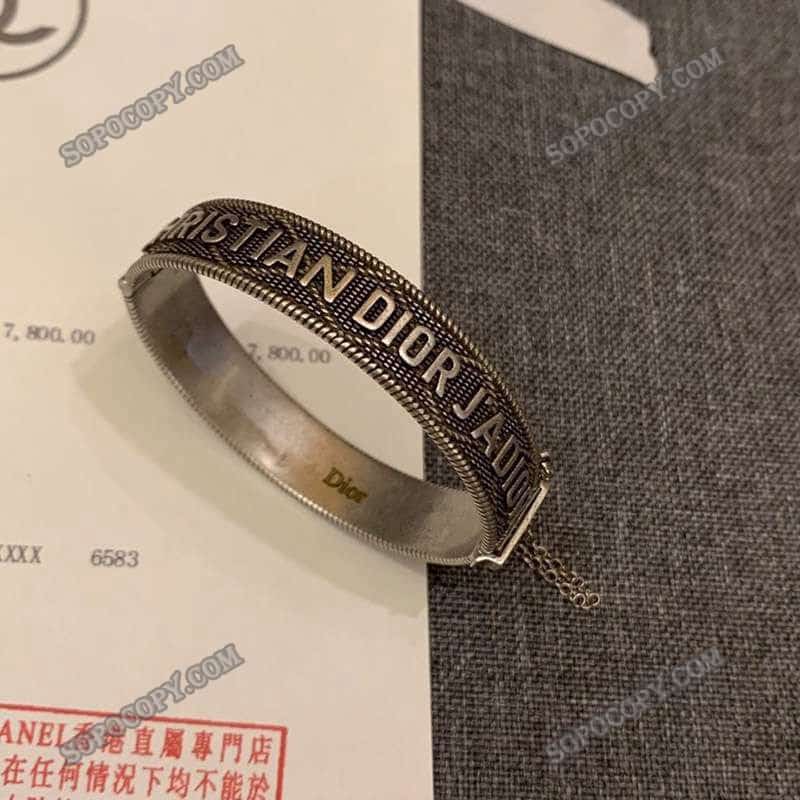 SOPOCOPY.COM
SOPOCOPY.COM
CHRISTIAN DIOR J'ADIO
7,800.00
7,800.00
Dior
XXXX 6583
SOPOCOPY.COM
SOPOCOPY.COM
ANEL香港直屬專門店
在任何情況下均不能於